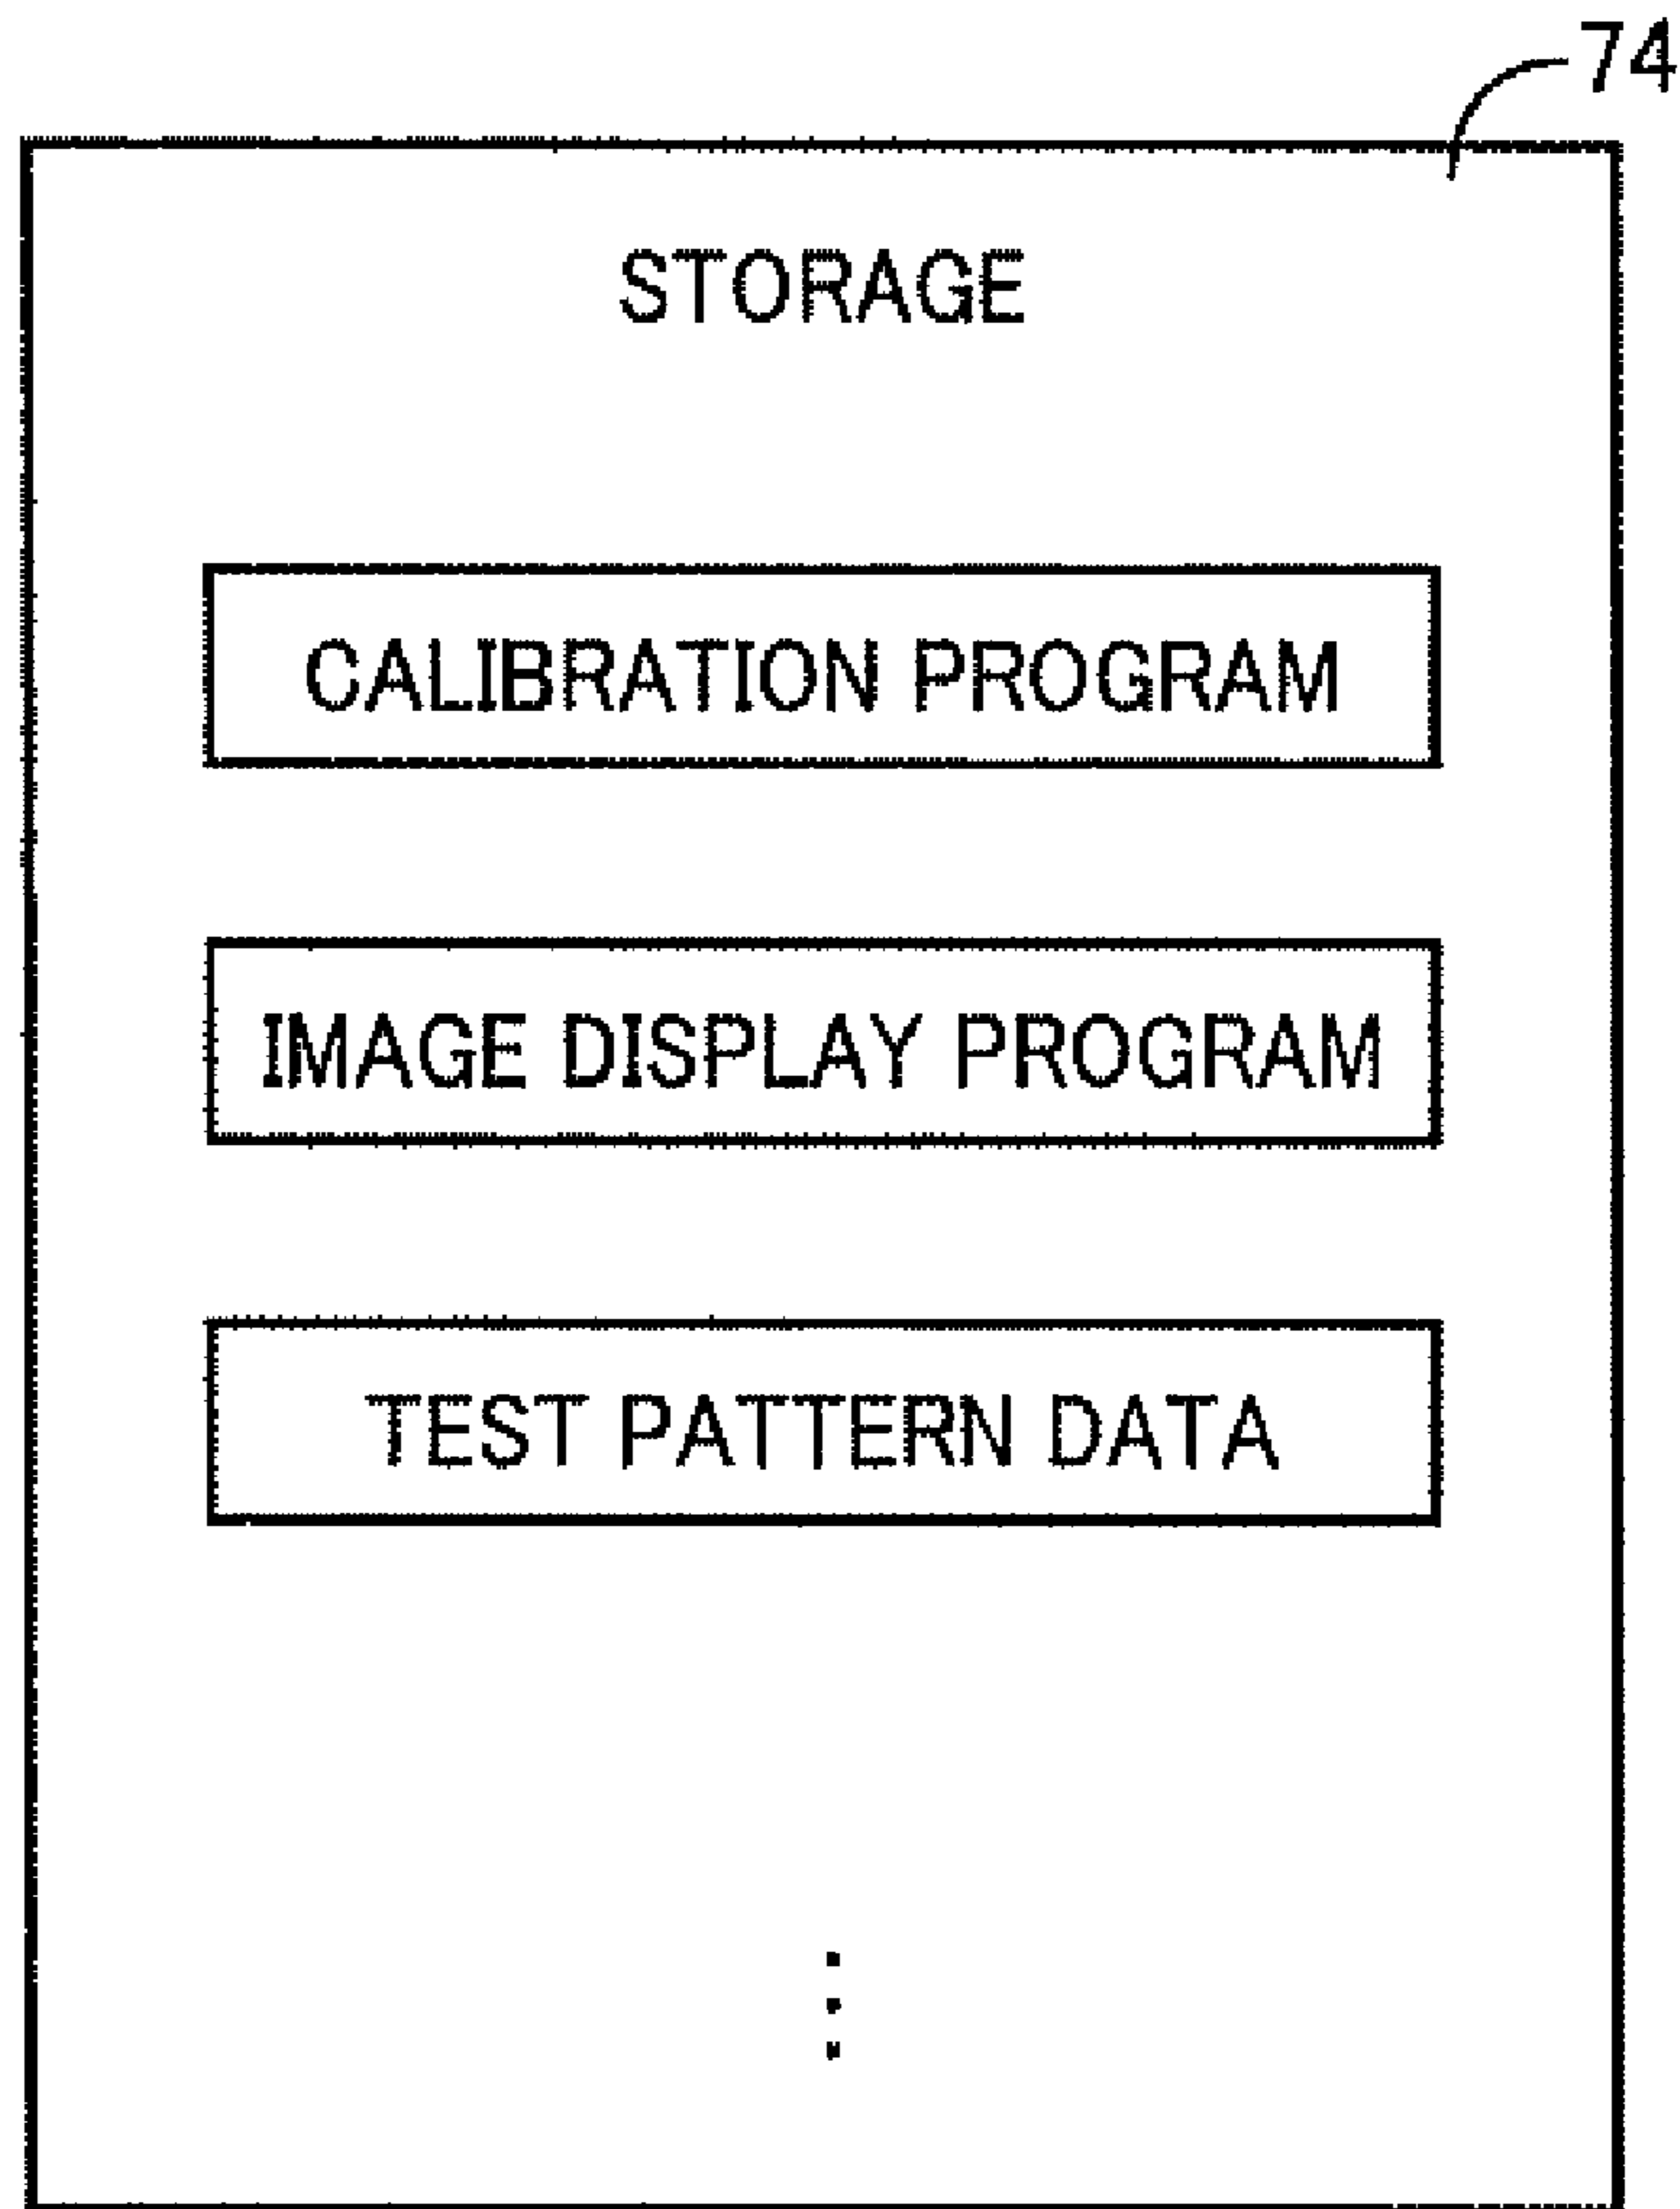 74
STORAGE
CALIBRATION PROGRAM
IMAGE DISPLAY PROGRAM
TEST PATTERN DATA